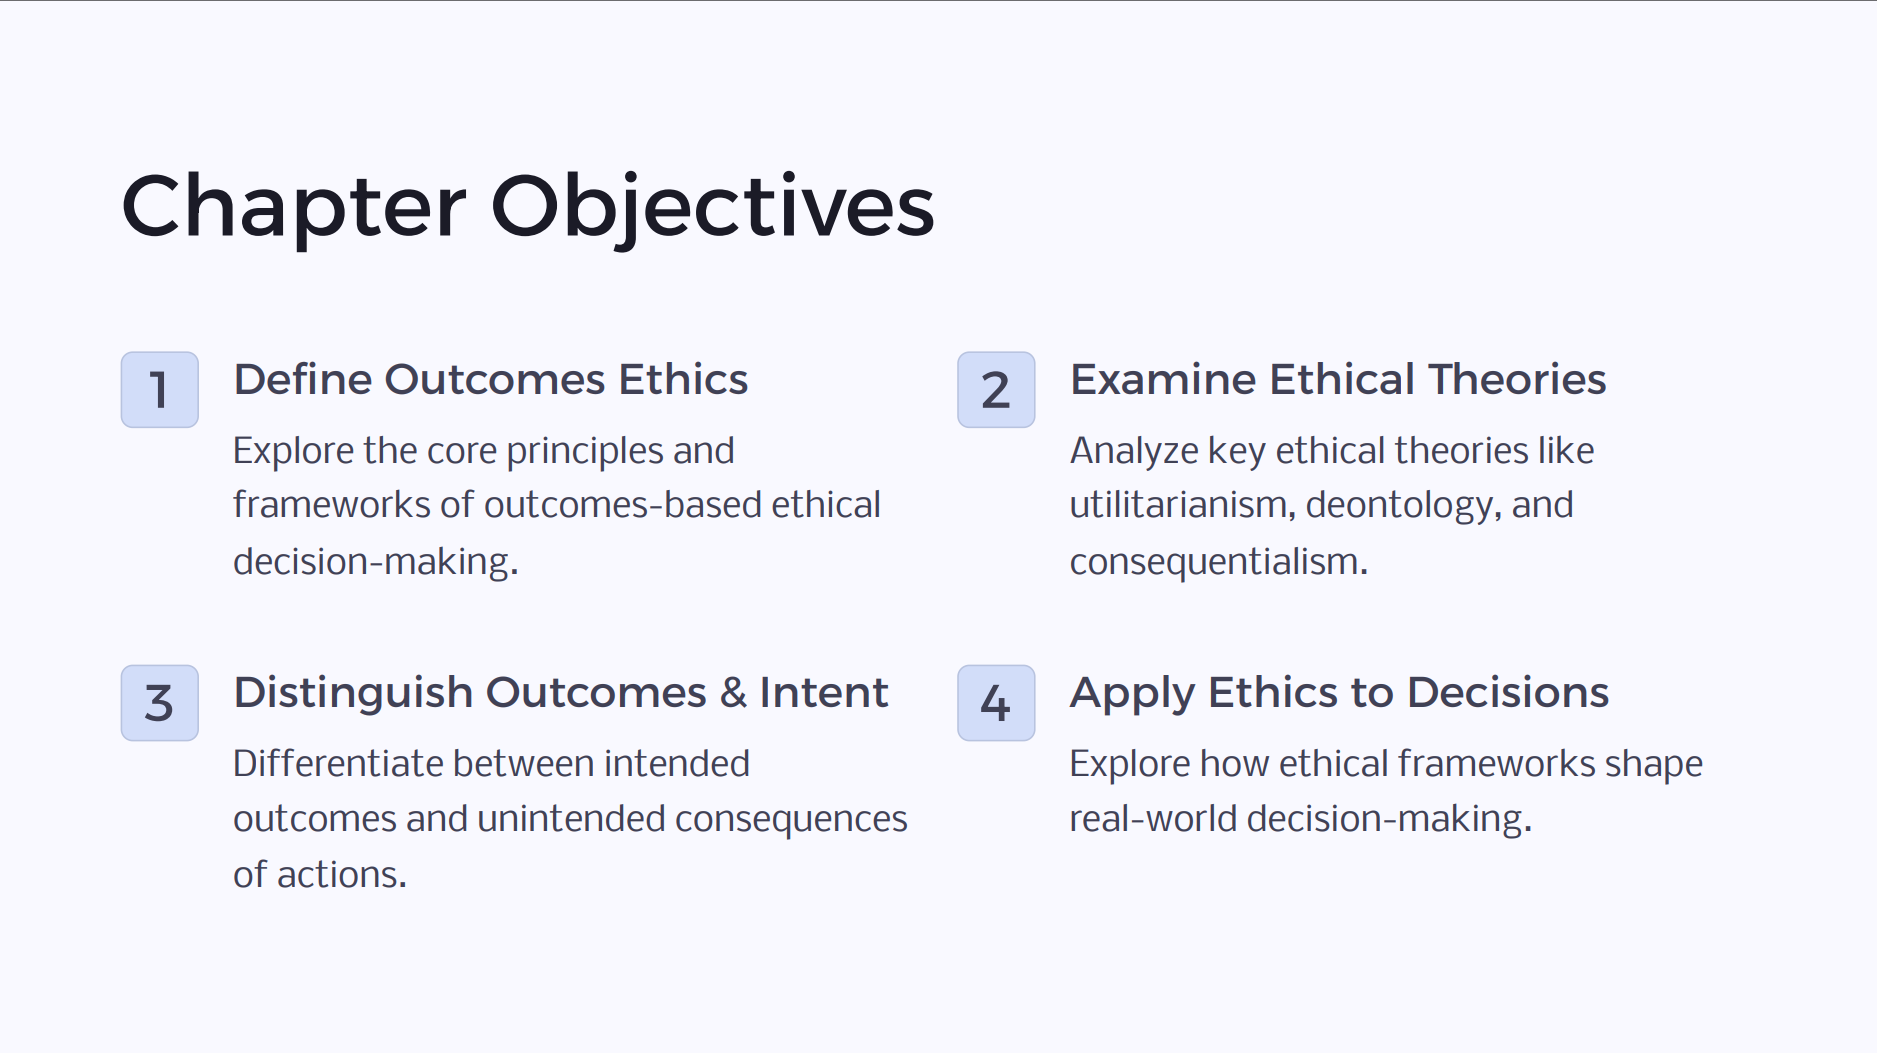 Chapter Objectives
1
Define Outcomes Ethics
Explore the core principles and
frameworks of outcomes-based ethical
decision-making.
2
Examine Ethical Theories
Analyze key ethical theories like
utilitarianism, deontology, and
consequentialism.
3
Distinguish Outcomes & Intent
Differentiate between intended
outcomes and unintended consequences
of actions.
4
Apply Ethics to Decisions
Explore how ethical frameworks shape
real-world decision-making.